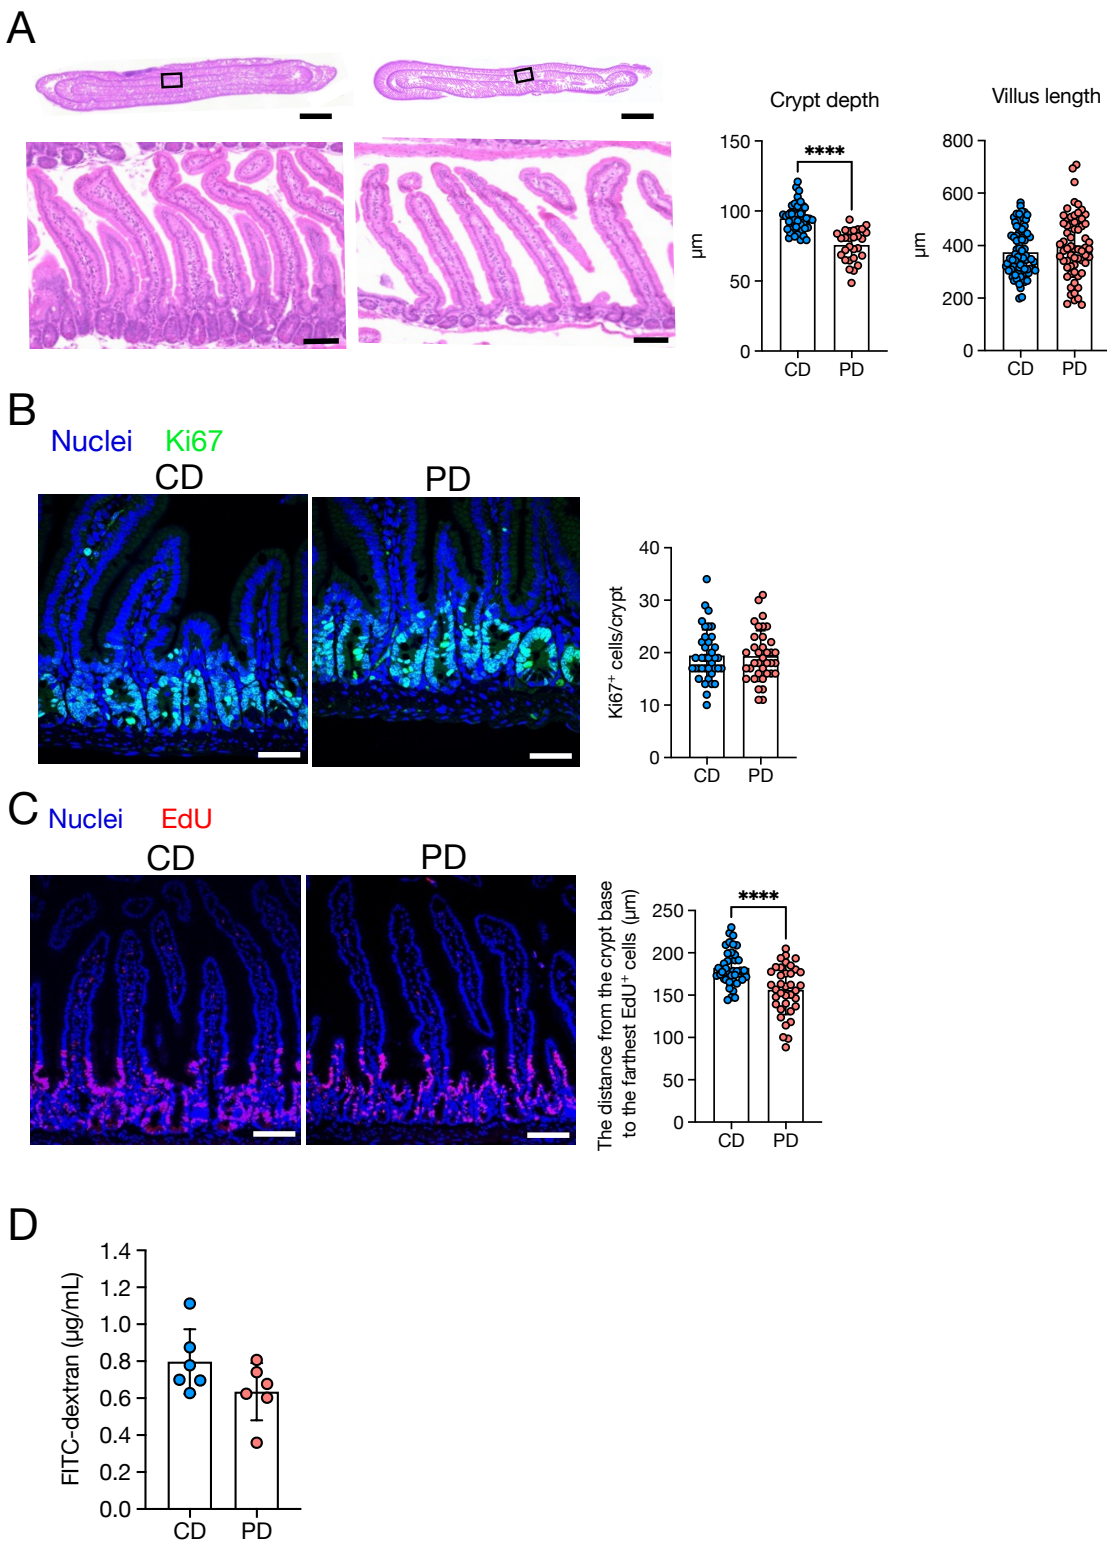 A
Crypt depth
Villus length
150
100
50
0
µm
****
CD PD
800
600
400
200
0
µm
CD PD
B
Nuclei Ki67
CD PD
40
30
20
10
0
Ki67⁺ cells/crypt
CD PD
C
Nuclei EdU
CD PD
The distance from the crypt base
to the farthest EdU⁺ cells (µm)
250
200
150
100
50
0
****
CD PD
D
FITC-dextran (µg/mL)
1.4
1.2
1.0
0.8
0.6
0.4
0.2
0.0
CD PD